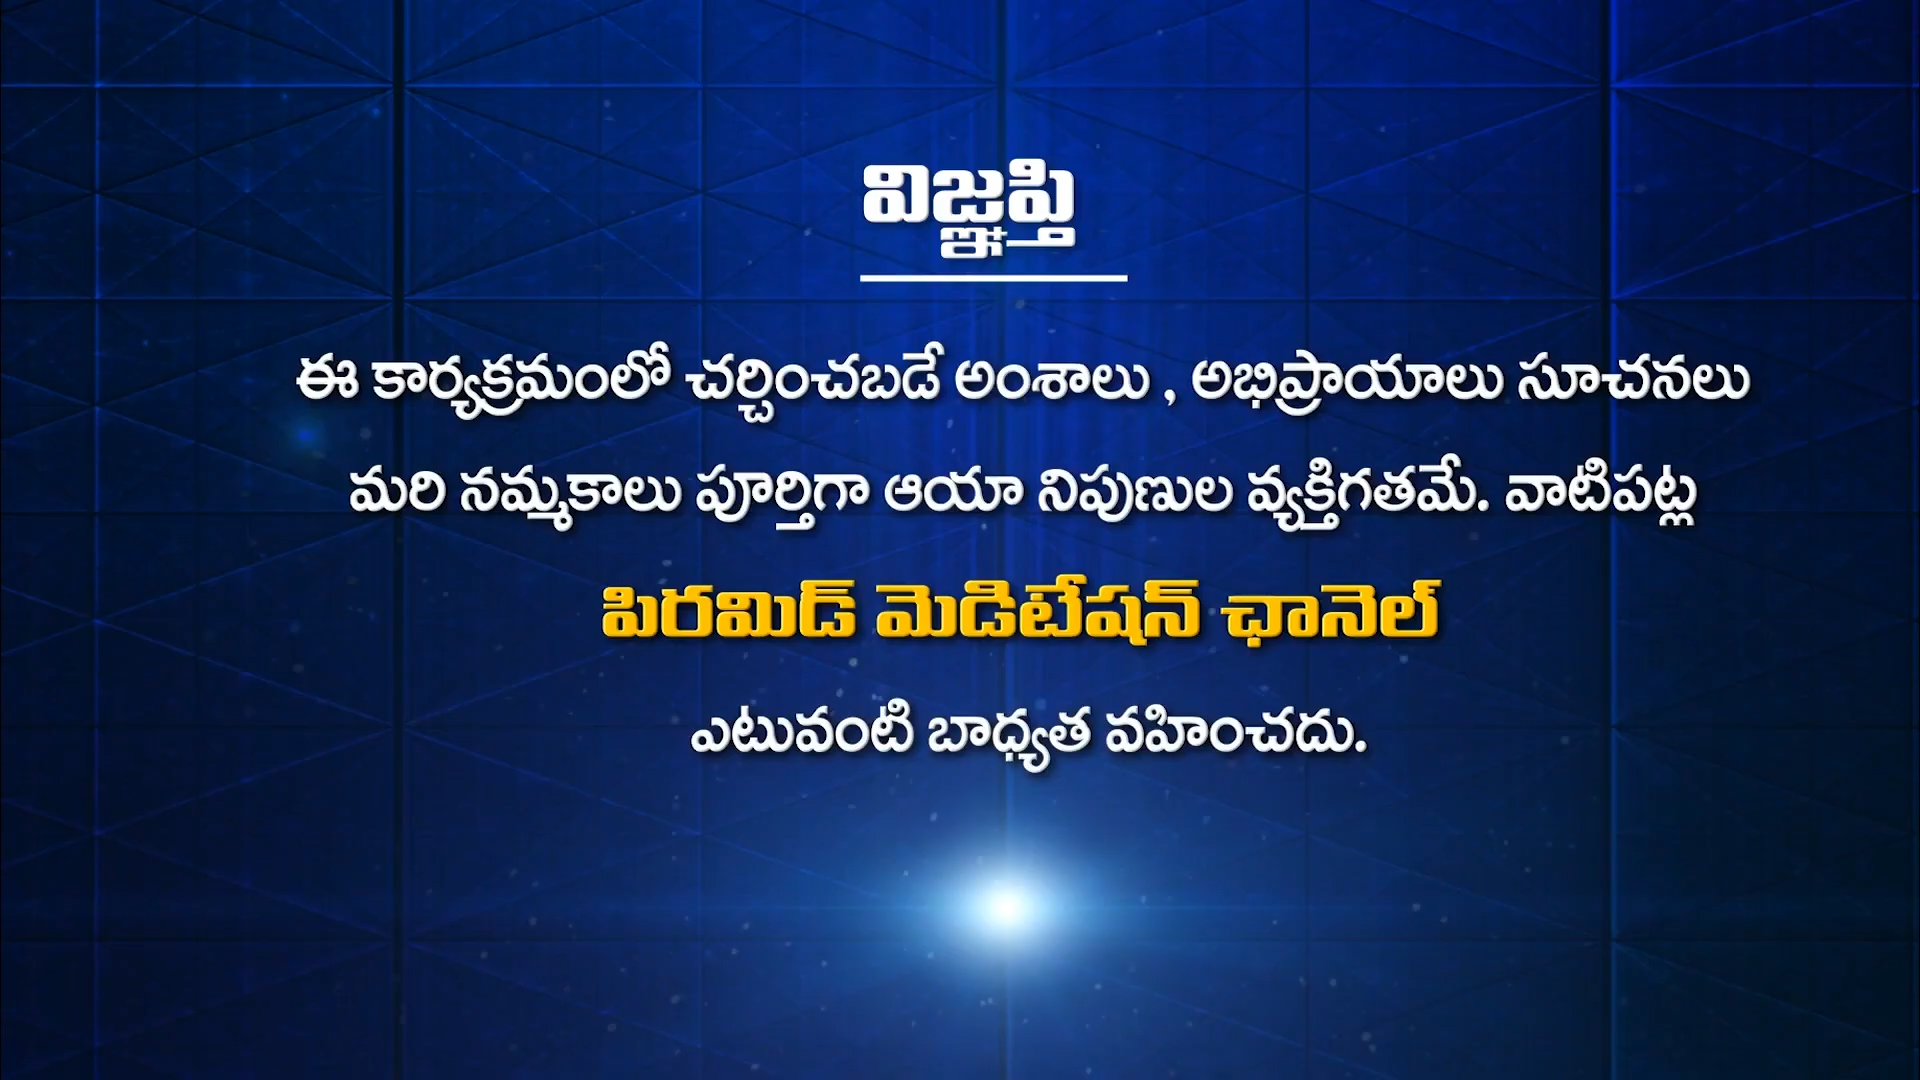 విజ్ఞప్తి
ఈ కార్యక్రమంలో చర్చించబడే అంశాలు , అభిప్రాయాలు సూచనలు
మరి నమ్మకాలు పూర్తిగా ఆయా నిపుణుల వ్యక్తిగతమే. వాటిపట్ల
పిరమిడ్ మెడిటేషన్ ఛానెల్
ఎటువంటి బాధ్యత వహించదు.